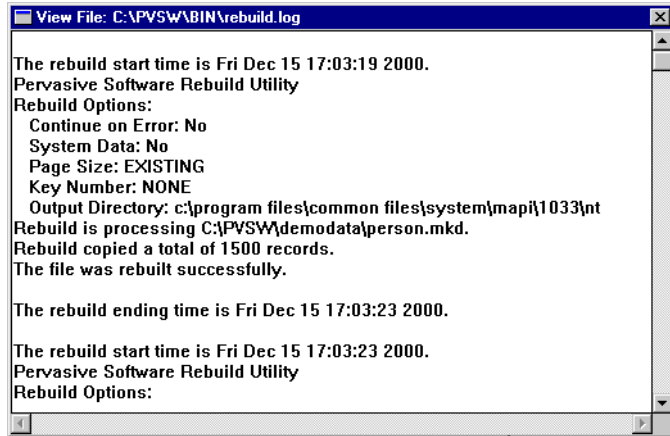 View File: C:\PVSW\BIN\rebuild.log
The rebuild start time is Fri Dec 15 17:03:19 2000.
Pervasive Software Rebuild Utility
Rebuild Options:
Continue on Error: No
System Data: No
Page Size: EXISTING
Key Number: NONE
Output Directory: c:\program files\common files\system\mapi\1033\nt
Rebuild is processing C:\PVSW\demodata\person.mkd.
Rebuild copied a total of 1500 records.
The file was rebuilt successfully.
The rebuild ending time is Fri Dec 15 17:03:23 2000.
The rebuild start time is Fri Dec 15 17:03:23 2000.
Pervasive Software Rebuild Utility
Rebuild Options: